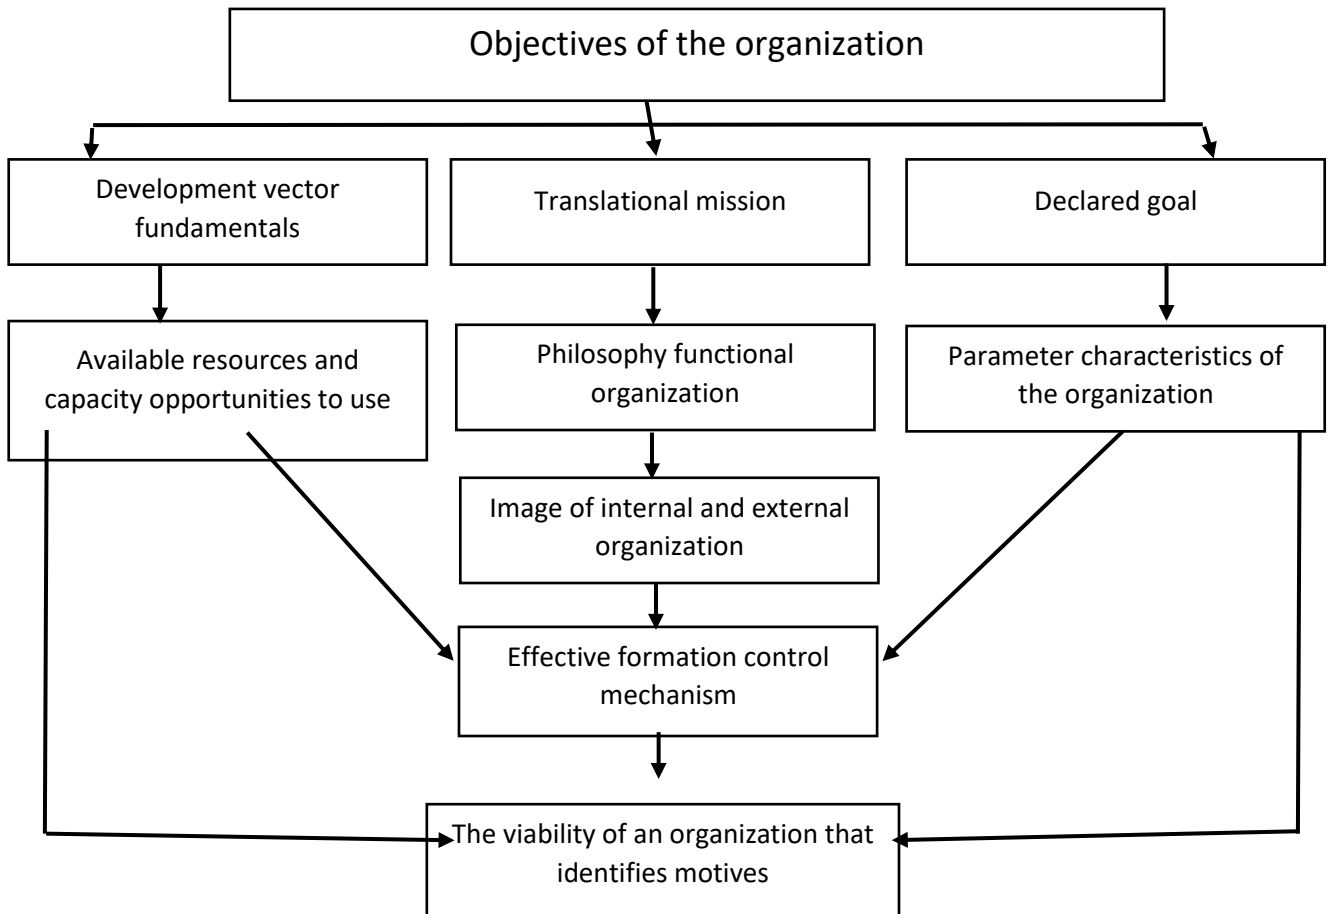 Objectives of the organization
Development vector
fundamentals
Translational mission
Declared goal
Available resources and
capacity opportunities to use
Philosophy functional
organization
Parameter characteristics of
the organization
Image of internal and external
organization
Effective formation control
mechanism
The viability of an organization that
identifies motives